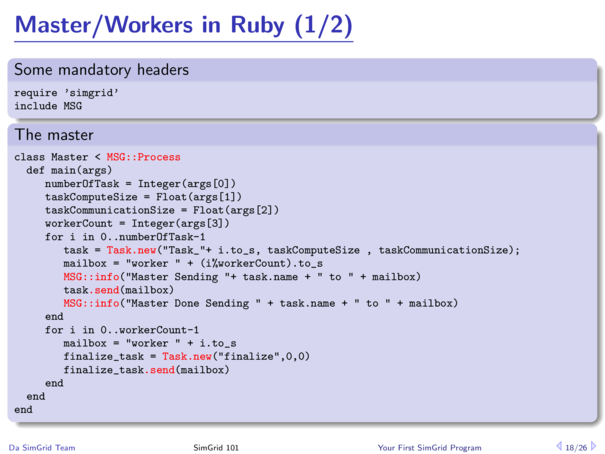 Master/Workers in Ruby (1/2)
Some mandatory headers
require ’simgrid’
include MSG
The master
class Master < MSG::Process
  def main(args)
     numberOfTask = Integer(args[0])
     taskComputeSize = Float(args[1])
     taskCommunicationSize = Float(args[2])
     workerCount = Integer(args[3])
     for i in 0..numberOfTask-1
        task = Task.new("Task_"+ i.to_s, taskComputeSize , taskCommunicationSize);
        mailbox = "worker " + (i%workerCount).to_s
        MSG::info("Master Sending "+ task.name + " to " + mailbox)
        task.send(mailbox)
        MSG::info("Master Done Sending " + task.name + " to " + mailbox)
     end
     for i in 0..workerCount-1
        mailbox = "worker " + i.to_s
        finalize_task = Task.new("finalize",0,0)
        finalize_task.send(mailbox)
     end
  end
end
Da SimGrid Team SimGrid 101 Your First SimGrid Program 18/26